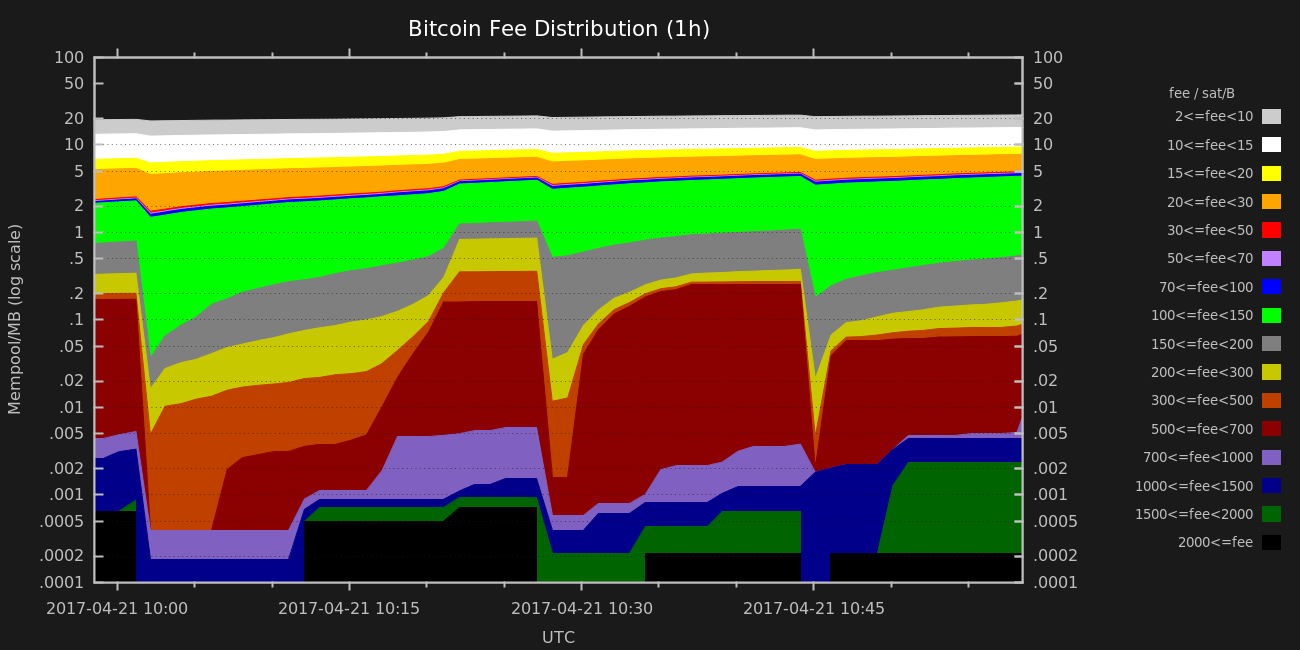 Bitcoin Fee Distribution (1h)
Mempool/MB (log scale)
100
50
20
10
5
2
1
.5
.2
.1
.05
.02
.01
.005
.002
.001
.0005
.0002
.0001
100
50
20
10
5
2
1
.5
.2
.1
.05
.02
.01
.005
.002
.001
.0005
.0002
.0001
2017-04-21 10:00 2017-04-21 10:15 2017-04-21 10:30 2017-04-21 10:45
UTC
fee / sat/B
2<=fee<10
10<=fee<15
15<=fee<20
20<=fee<30
30<=fee<50
50<=fee<70
70<=fee<100
100<=fee<150
150<=fee<200
200<=fee<300
300<=fee<500
500<=fee<700
700<=fee<1000
1000<=fee<1500
1500<=fee<2000
2000<=fee